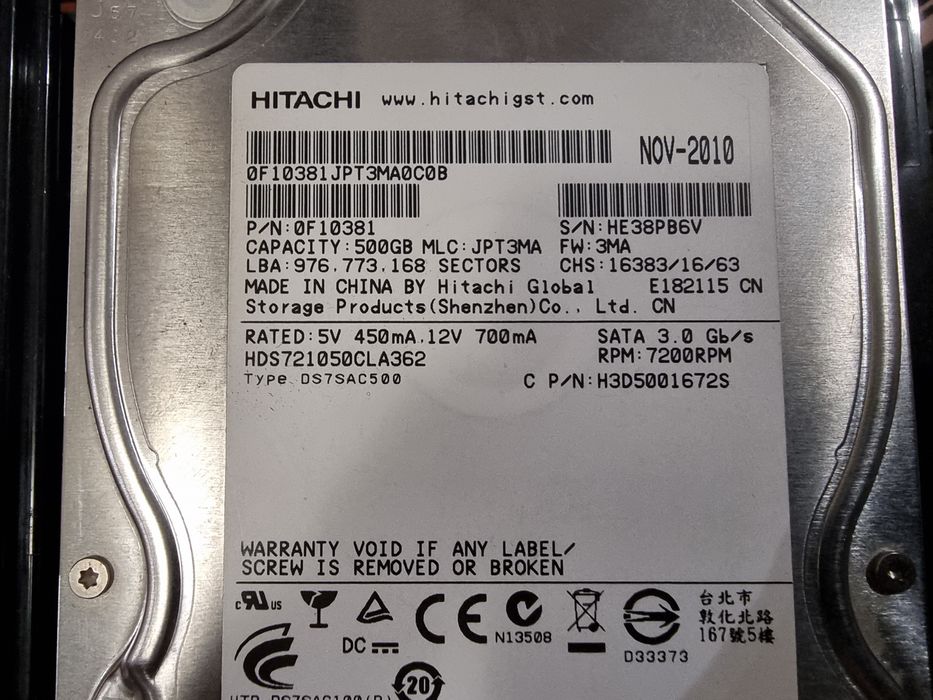 HITACHI www.hitachigst.com
NOV-2010
0F10381JPT3MA0C0B
P/N:0F10381 S/N:HE38PB6V
CAPACITY:500GB MLC:JPT3MA FW:3MA
LBA:976,773,168 SECTORS CHS:16383/16/63
MADE IN CHINA BY Hitachi Global E182115 CN
Storage Products(Shenzhen)Co., Ltd. CN
RATED:5V 450mA,12V 700mA SATA 3.0 Gb/s
HDS721050CLA362 RPM:7200RPM
Type DS7SAC500 C P/N:H3D5001672S
WARRANTY VOID IF ANY LABEL/
SCREW IS REMOVED OR BROKEN
c RU US
DC
CE
N13508
D33373
台北市
敦化北路
167號5樓
20